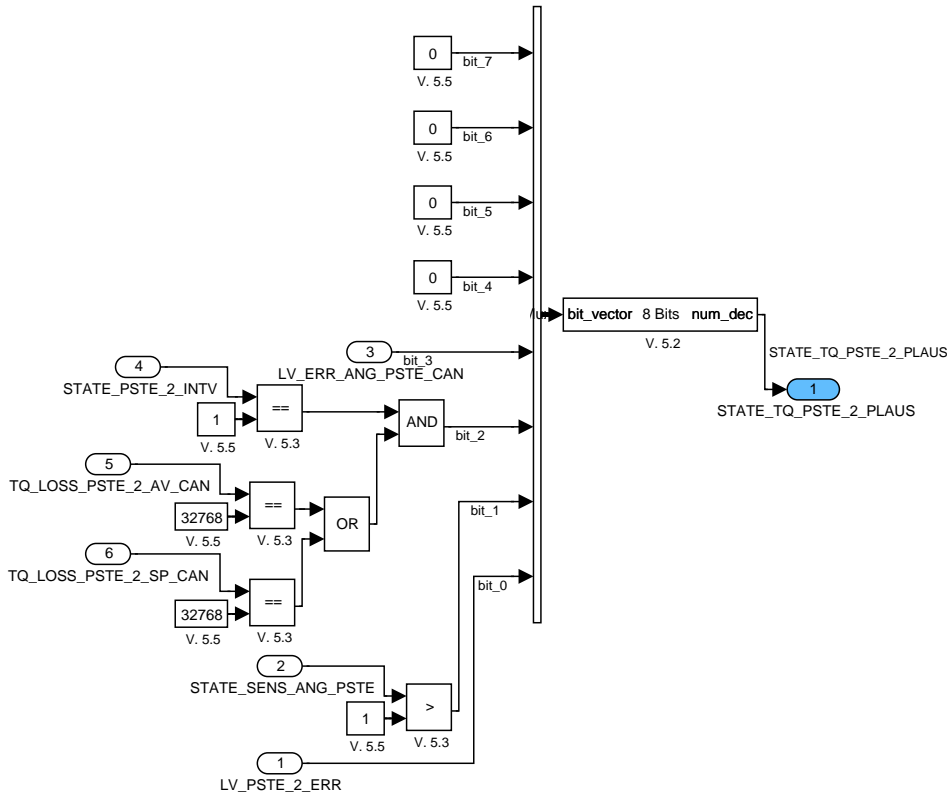 0
bit_7
V. 5.5
0
bit_6
V. 5.5
0
bit_5
V. 5.5
0
bit_4
V. 5.5
bit_vector 8 Bits num_dec
V. 5.2
STATE_TQ_PSTE_2_PLAUS
1
STATE_TQ_PSTE_2_PLAUS
3
bit_3
LV_ERR_ANG_PSTE_CAN
4
STATE_PSTE_2_INTV
==
1
V. 5.5
V. 5.3
AND
bit_2
5
TQ_LOSS_PSTE_2_AV_CAN
==
32768
V. 5.5
V. 5.3
OR
bit_1
6
TQ_LOSS_PSTE_2_SP_CAN
==
32768
V. 5.5
V. 5.3
bit_0
2
STATE_SENS_ANG_PSTE
>
1
V. 5.5
V. 5.3
1
LV_PSTE_2_ERR